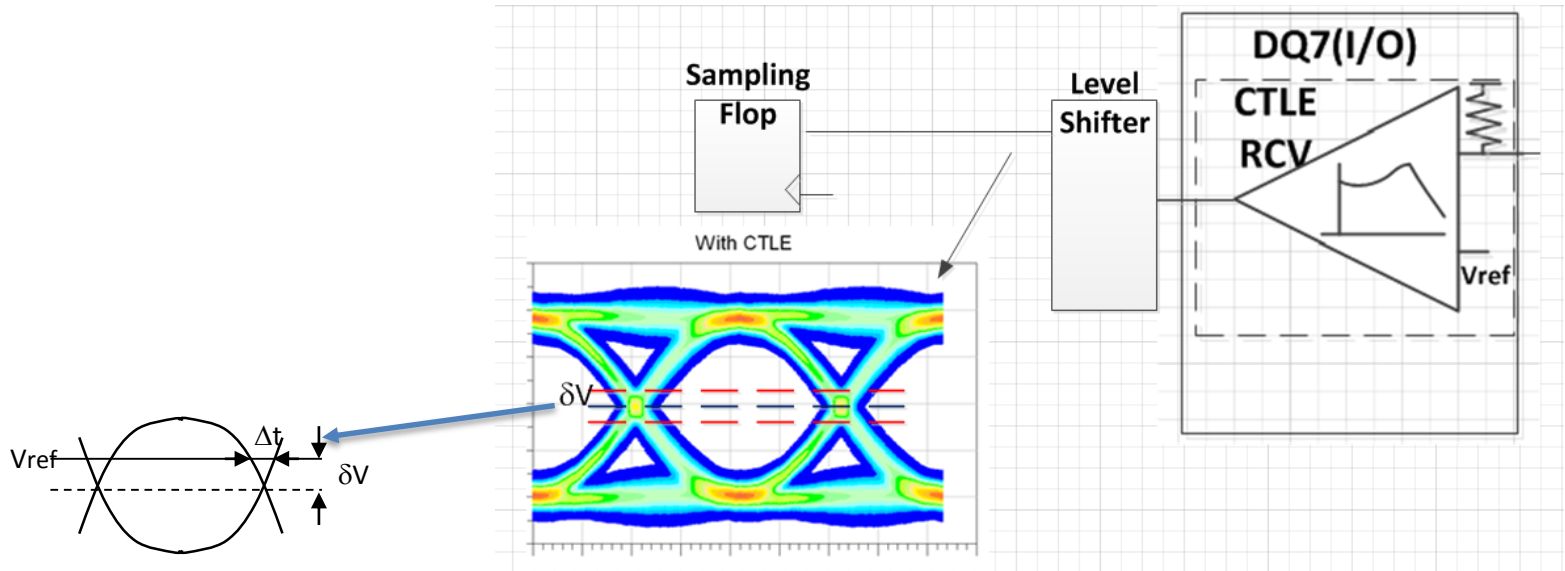 DQ7(I/O)
Sampling
Flop
Level
Shifter
CTLE
RCV
With CTLE
Vref
δV
Δt
Vref
δV